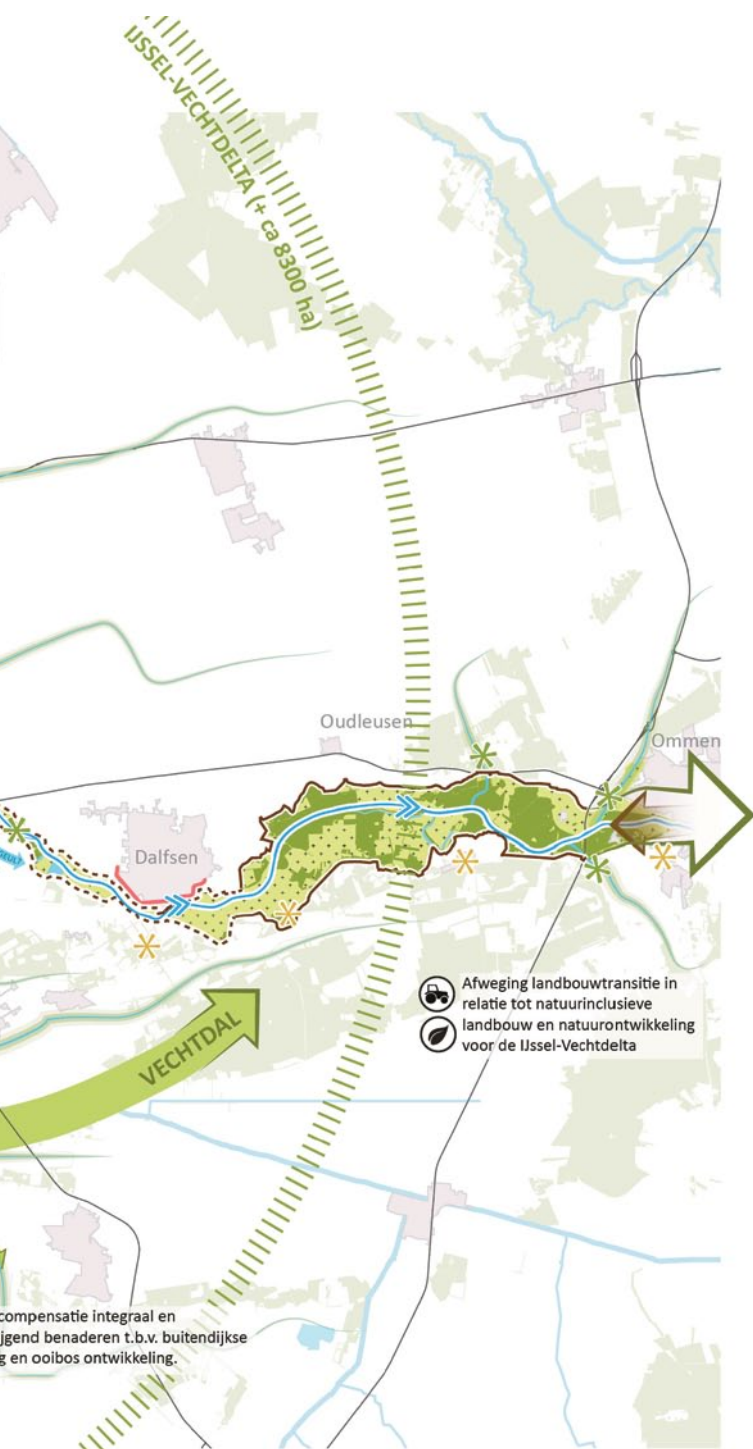 IJSSEL-VECHTDELTA (+ ca 8300 ha)
Oudleusen
Ommen
Dalfsen
Afweging landbouwtransitie in
relatie tot natuurinclusieve
landbouw en natuurontwikkeling
voor de IJssel-Vechtdelta
VECHTDAL
compensatie integraal en
ijgend benaderen t.b.v. buitendijkse
g en ooibos ontwikkeling.